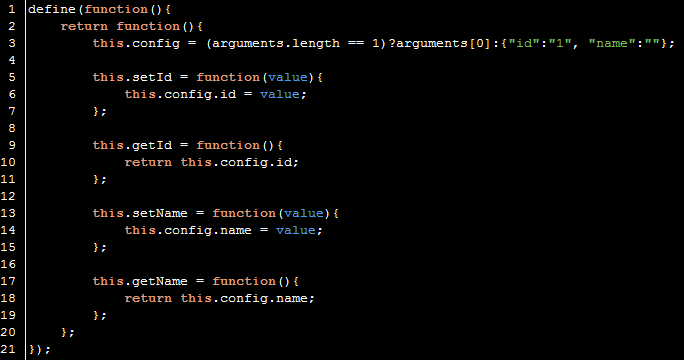 1 define(function(){
2     return function(){
3         this.config = (arguments.length == 1)?arguments[0]:{"id":"1", "name":""};
4
5         this.setId = function(value){
6             this.config.id = value;
7         };
8
9         this.getId = function(){
10             return this.config.id;
11         };
12
13         this.setName = function(value){
14             this.config.name = value;
15         };
16
17         this.getName = function(){
18             return this.config.name;
19         };
20     };
21 });